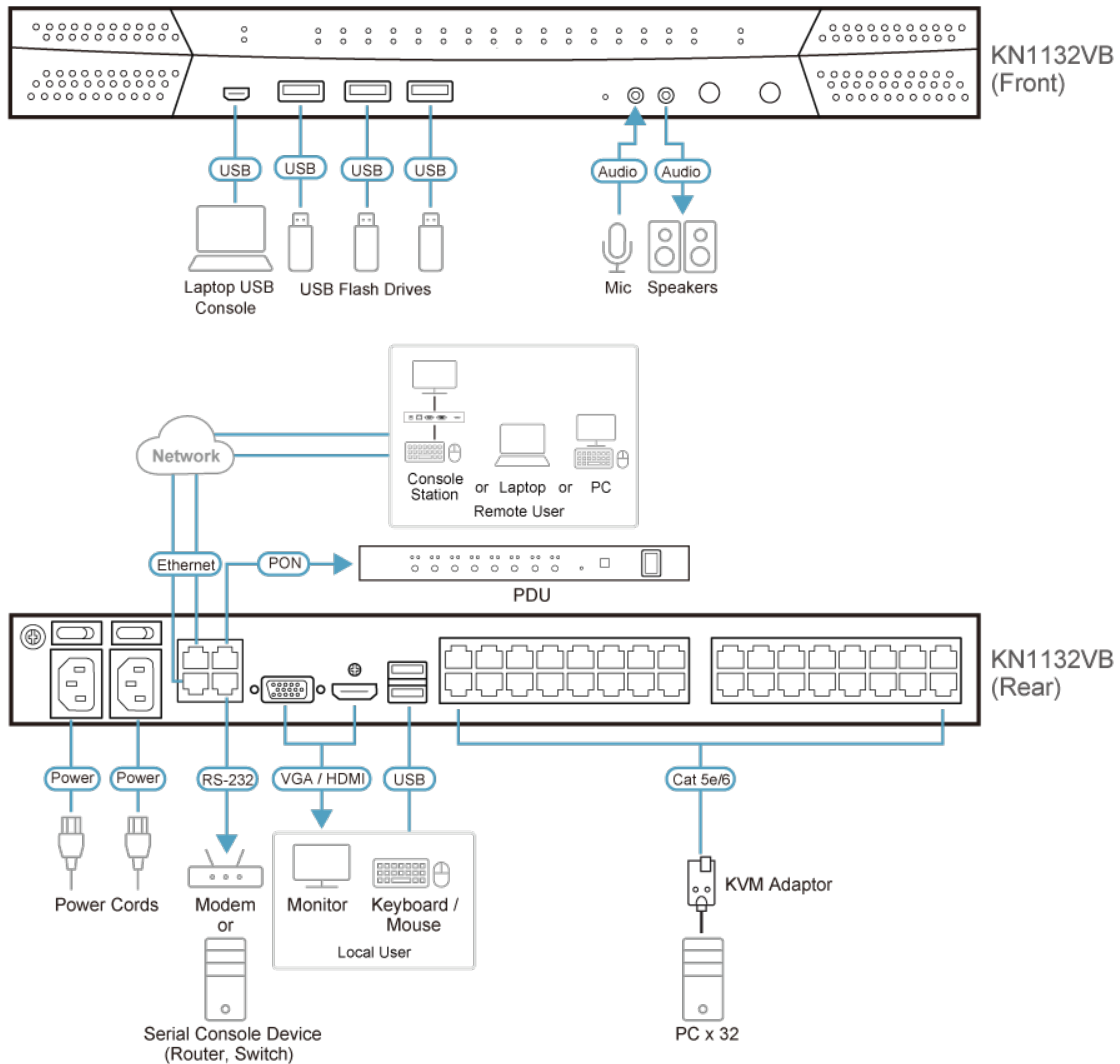 KN1132VB
(Front)
USB
USB
USB
USB
Audio
Audio
Laptop USB
Console
USB Flash Drives
Mic
Speakers
Network
Console
Station
or
Laptop
or
PC
Remote User
Ethernet
PON
PDU
KN1132VB
(Rear)
Power
Power
RS-232
VGA / HDMI
USB
Cat 5e/6
Power Cords
Modem
or
Monitor
Keyboard /
Mouse
Local User
KVM Adaptor
Serial Console Device
(Router, Switch)
PC x 32